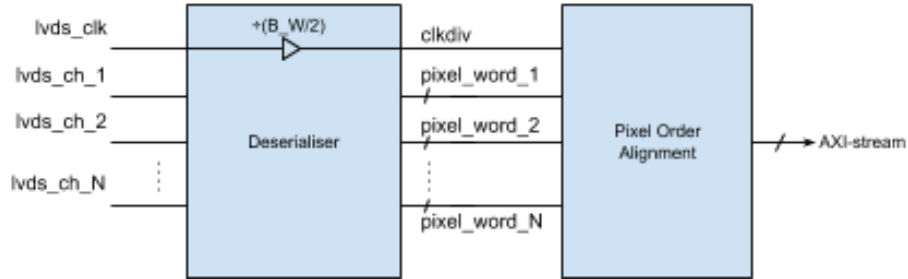 lvds_clk
÷(B_W/2)
clkdiv
lvds_ch_1
pixel_word_1
lvds_ch_2
pixel_word_2
Deserialiser
Pixel Order
Alignment
AXI-stream
lvds_ch_N
pixel_word_N